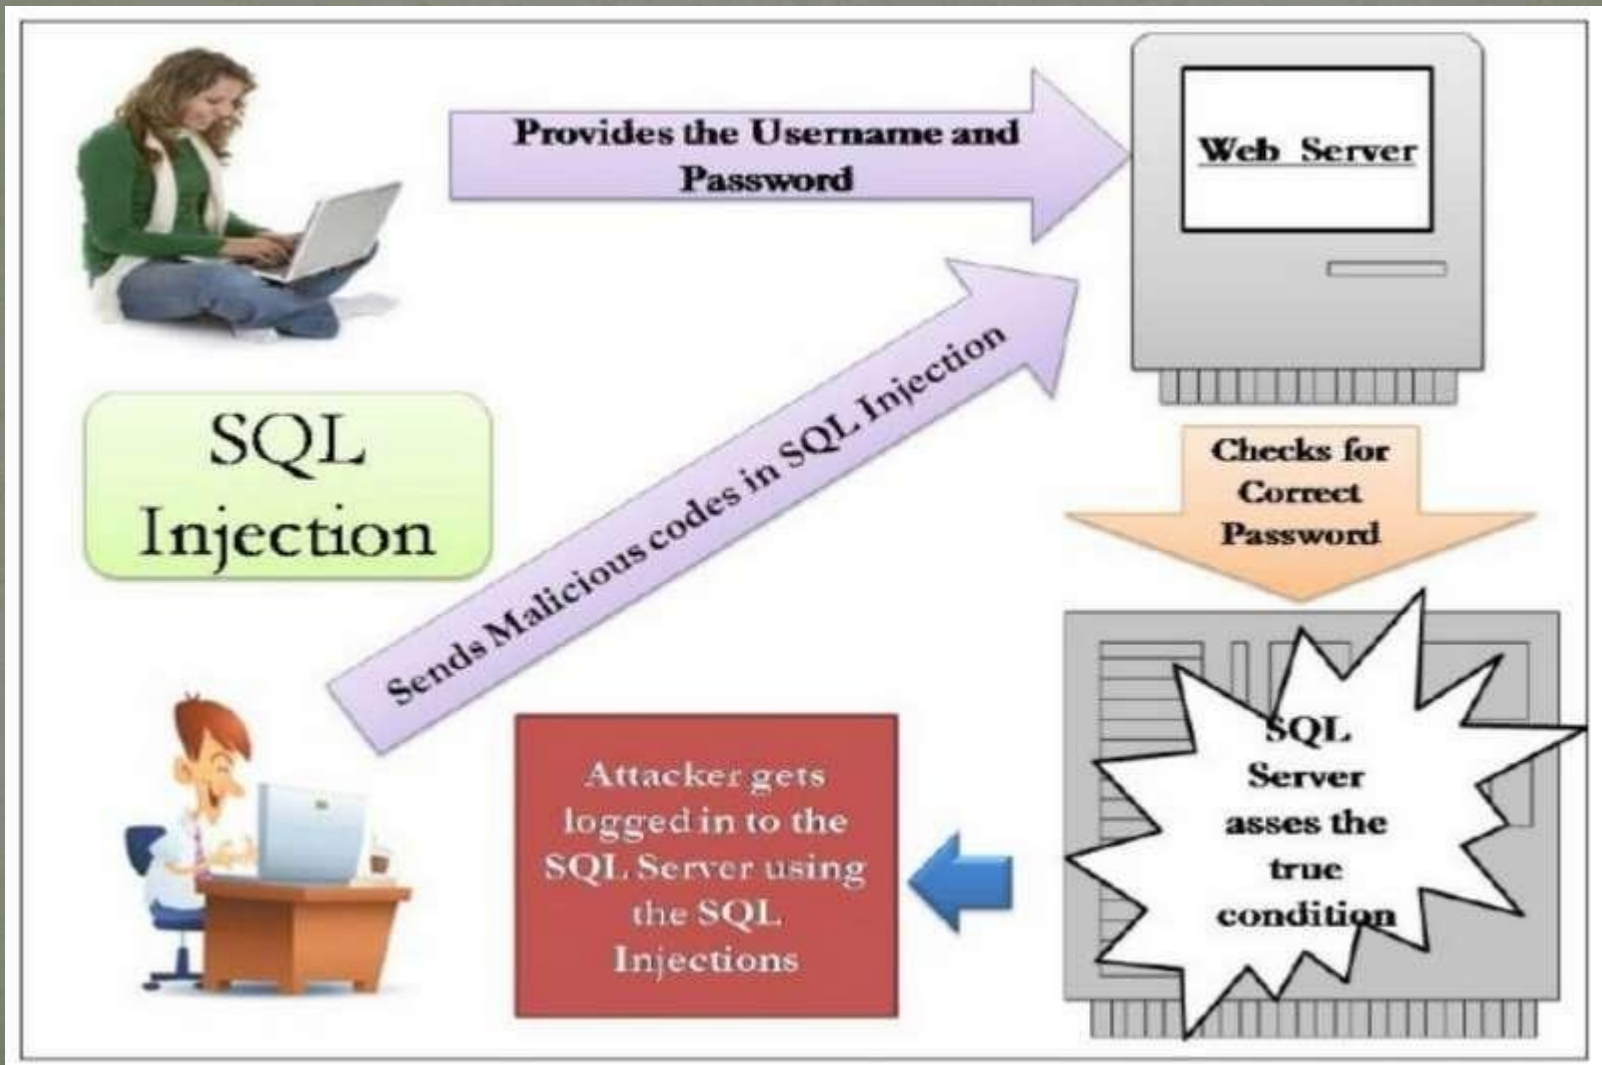 Provides the Username and
Password
Web Server
SQL
Injection
Sends Malicious codes in SQL Injection
Checks for
Correct
Password
SQL
Server
asses the
true
condition
Attacker gets
logged in to the
SQL Server using
the SQL
Injections